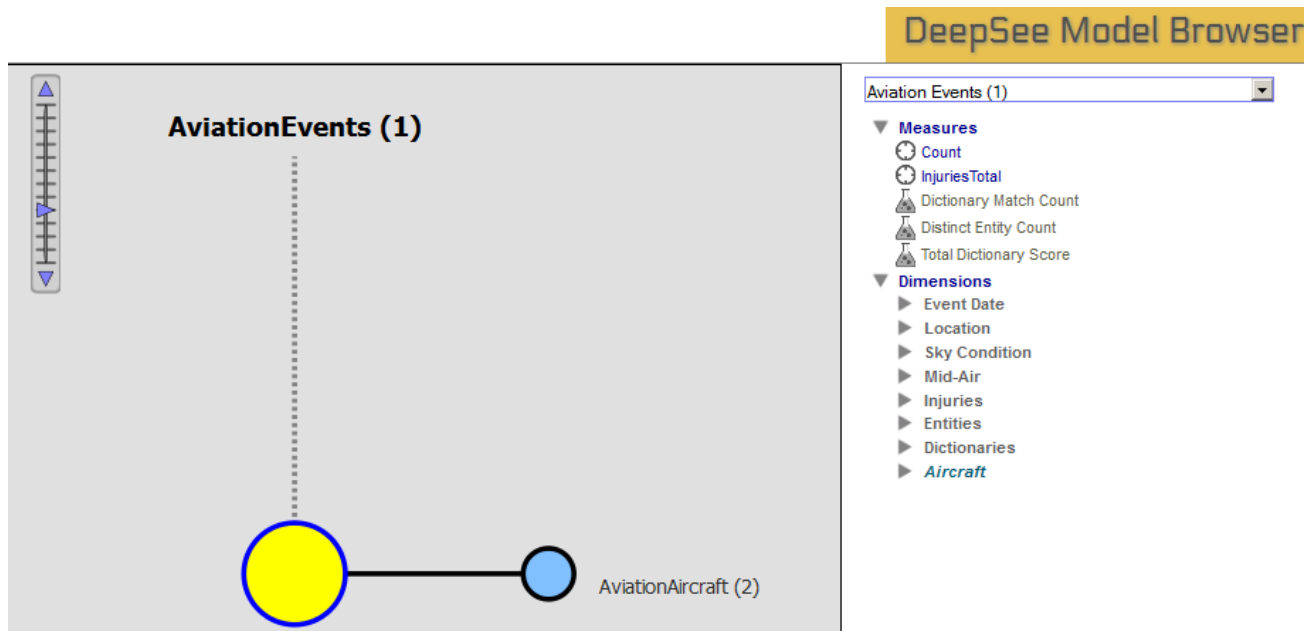 DeepSee Model Browser
AviationEvents (1)
AviationAircraft (2)
Aviation Events (1)
Measures
Count
InjuriesTotal
Dictionary Match Count
Distinct Entity Count
Total Dictionary Score
Dimensions
Event Date
Location
Sky Condition
Mid-Air
Injuries
Entities
Dictionaries
Aircraft